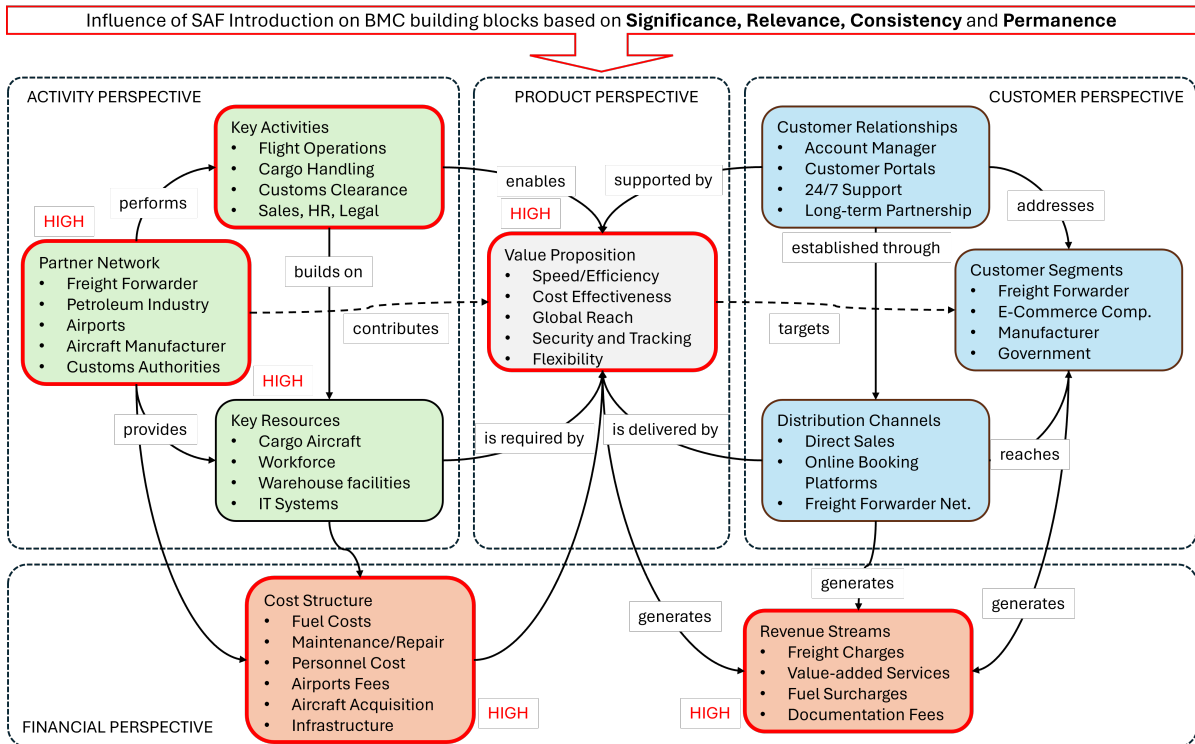 Influence of SAF Introduction on BMC building blocks based on Significance, Relevance, Consistency and Permanence
ACTIVITY PERSPECTIVE
PRODUCT PERSPECTIVE
CUSTOMER PERSPECTIVE
Key Activities
• Flight Operations
• Cargo Handling
• Customs Clearance
• Sales, HR, Legal
performs
HIGH
Partner Network
• Freight Forwarder
• Petroleum Industry
• Airports
• Aircraft Manufacturer
• Customs Authorities
builds on
contributes
HIGH
provides
Key Resources
• Cargo Aircraft
• Workforce
• Warehouse facilities
• IT Systems
enables
supported by
HIGH
Value Proposition
• Speed/Efficiency
• Cost Effectiveness
• Global Reach
• Security and Tracking
• Flexibility
is required by
is delivered by
Customer Relationships
• Account Manager
• Customer Portals
• 24/7 Support
• Long-term Partnership
addresses
established through
Customer Segments
• Freight Forwarder
• E-Commerce Comp.
• Manufacturer
• Government
targets
Distribution Channels
• Direct Sales
• Online Booking
Platforms
• Freight Forwarder Net.
reaches
Cost Structure
• Fuel Costs
• Maintenance/Repair
• Personnel Cost
• Airports Fees
• Aircraft Acquisition
• Infrastructure
HIGH
generates
generates
generates
Revenue Streams
• Freight Charges
• Value-added Services
• Fuel Surcharges
• Documentation Fees
HIGH
FINANCIAL PERSPECTIVE